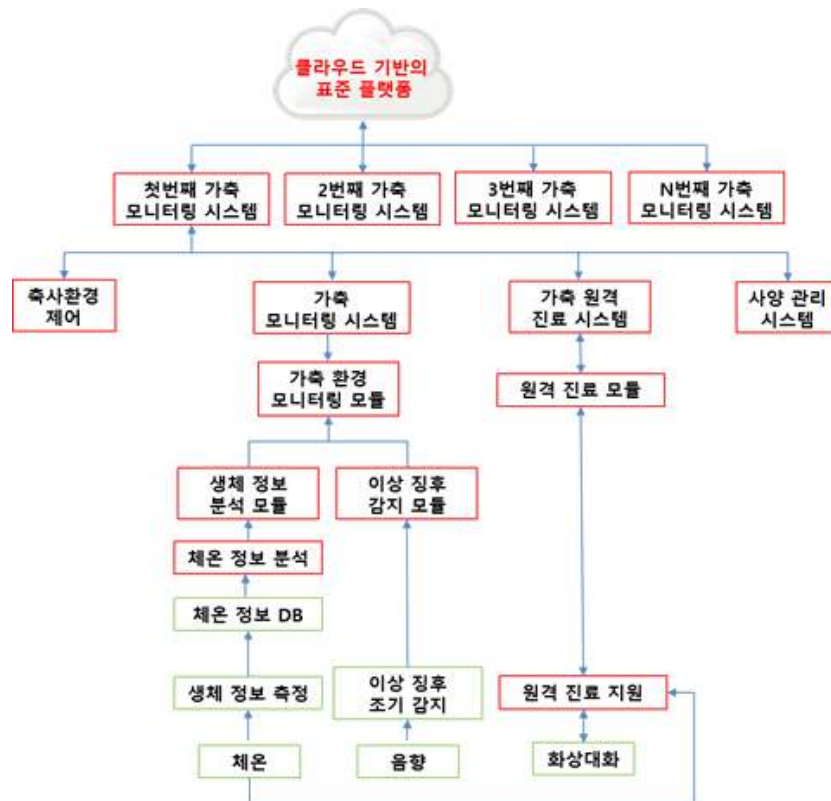 클라우드 기반의
표준 플랫폼
첫번째 가축
모니터링 시스템
2번째 가축
모니터링 시스템
3번째 가축
모니터링 시스템
N번째 가축
모니터링 시스템
축사환경
제어
가축
모니터링 시스템
가축 원격
진료 시스템
사양 관리
시스템
가축 환경
모니터링 모듈
원격 진료 모듈
생체 정보
분석 모듈
이상 징후
감지 모듈
체온 정보 분석
체온 정보 DB
생체 정보 측정
이상 징후
조기 감지
원격 진료 지원
체온
음향
화상대화